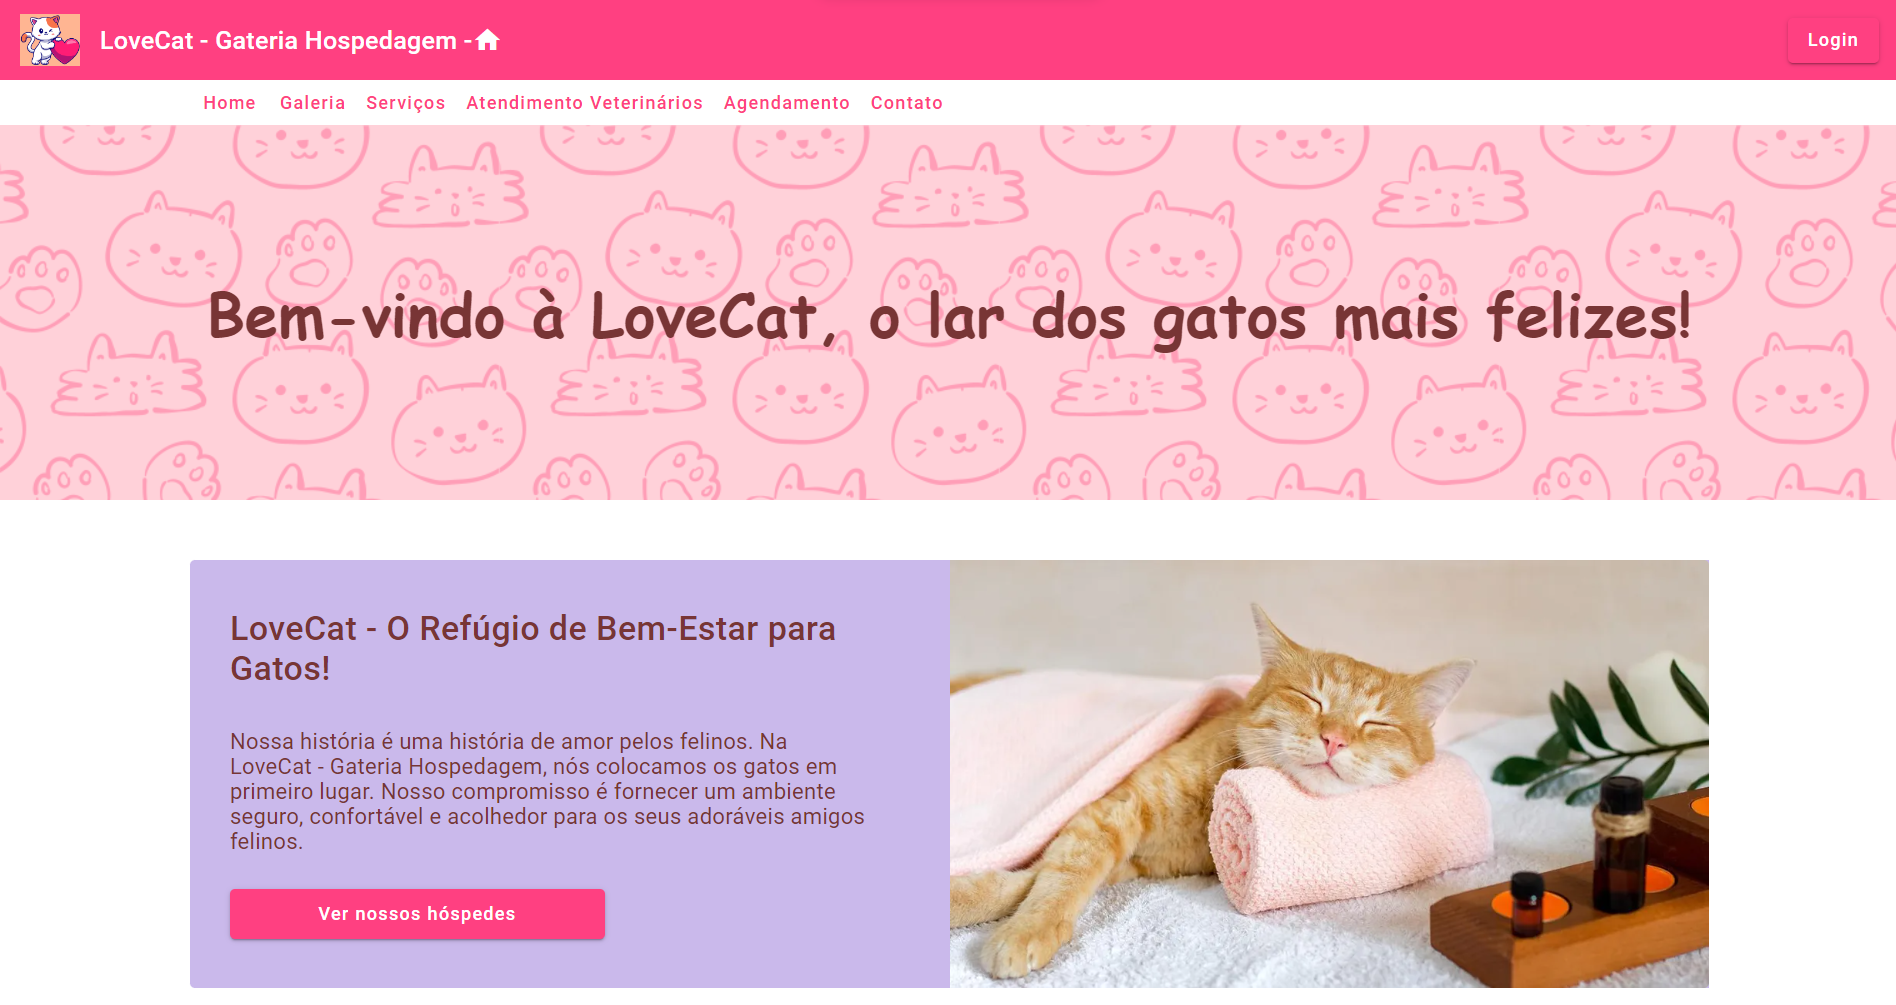 LoveCat - Gateria Hospedagem -
Login
Home Galeria Serviços Atendimento Veterinários Agendamento Contato
Bem-vindo à LoveCat, o lar dos gatos mais felizes!
LoveCat - O Refúgio de Bem-Estar para
Gatos!
Nossa história é uma história de amor pelos felinos. Na
LoveCat - Gateria Hospedagem, nós colocamos os gatos em
primeiro lugar. Nosso compromisso é fornecer um ambiente
seguro, confortável e acolhedor para os seus adoráveis amigos
felinos.
Ver nossos hóspedes